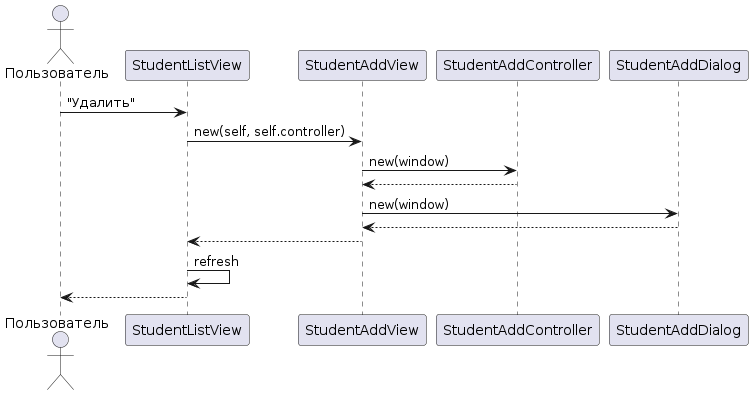 Пользователь
StudentListView
StudentAddView
StudentAddController
StudentAddDialog
"Удалить"
new(self, self.controller)
new(window)
new(window)
refresh
Пользователь
StudentListView
StudentAddView
StudentAddController
StudentAddDialog